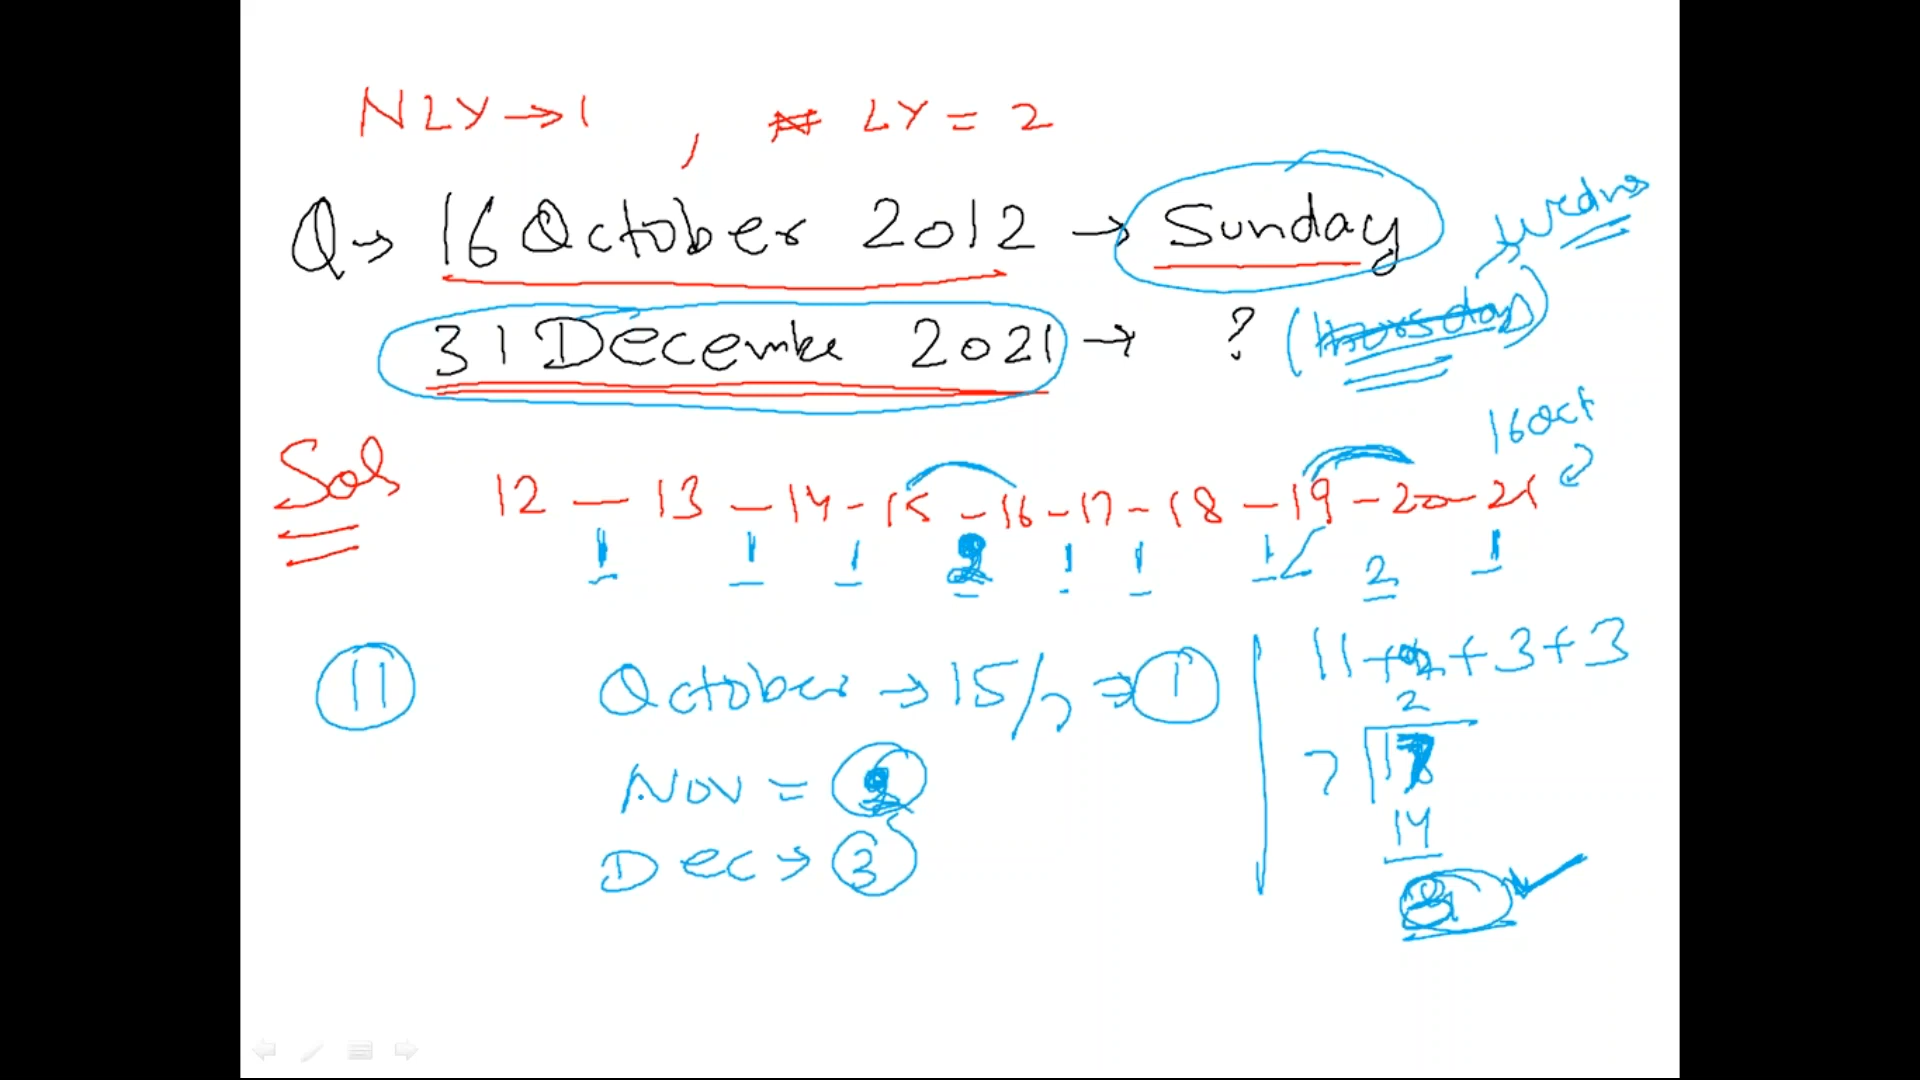 NLY → 1 , LY = 2
Q → 16 October 2012 → Sunday
Wednes
31 December 2021 → ? (
16 Oct
Sol 12 - 13 - 14 - 15 - 16 - 17 - 18 - 19 - 20 - 21
1 1 1 2 1 1 1 2 1
11 October → 15/7 ⇒ 1
Nov = 2
Dec → 3
11 + + 3 + 3
2
7
14